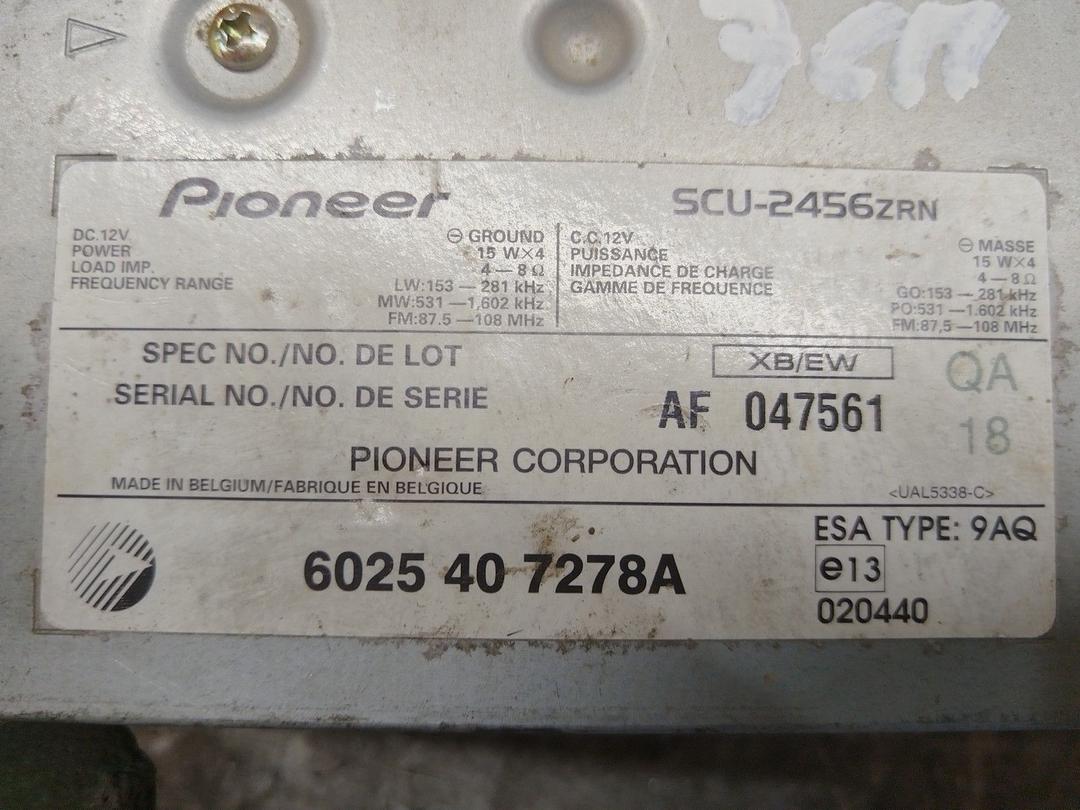 Pioneer
SCU-2456ZRN
DC.12V
⊖ GROUND
POWER
15 W×4
LOAD IMP.
4 — 8 Ω
FREQUENCY RANGE
LW:153 — 281 kHz
MW:531 —1,602 kHz
FM:87.5 —108 MHz
C.C.12V
⊖ MASSE
PUISSANCE
15 W×4
IMPEDANCE DE CHARGE
4 — 8 Ω
GAMME DE FREQUENCE
GO:153 — 281 kHz
PO:531 —1.602 kHz
FM:87,5 —108 MHz
SPEC NO./NO. DE LOT
XB/EW
QA
SERIAL NO./NO. DE SERIE
AF 047561
18
PIONEER CORPORATION
MADE IN BELGIUM/FABRIQUE EN BELGIQUE
<UAL5338-C>
ESA TYPE: 9AQ
6025 40 7278A
e13
020440